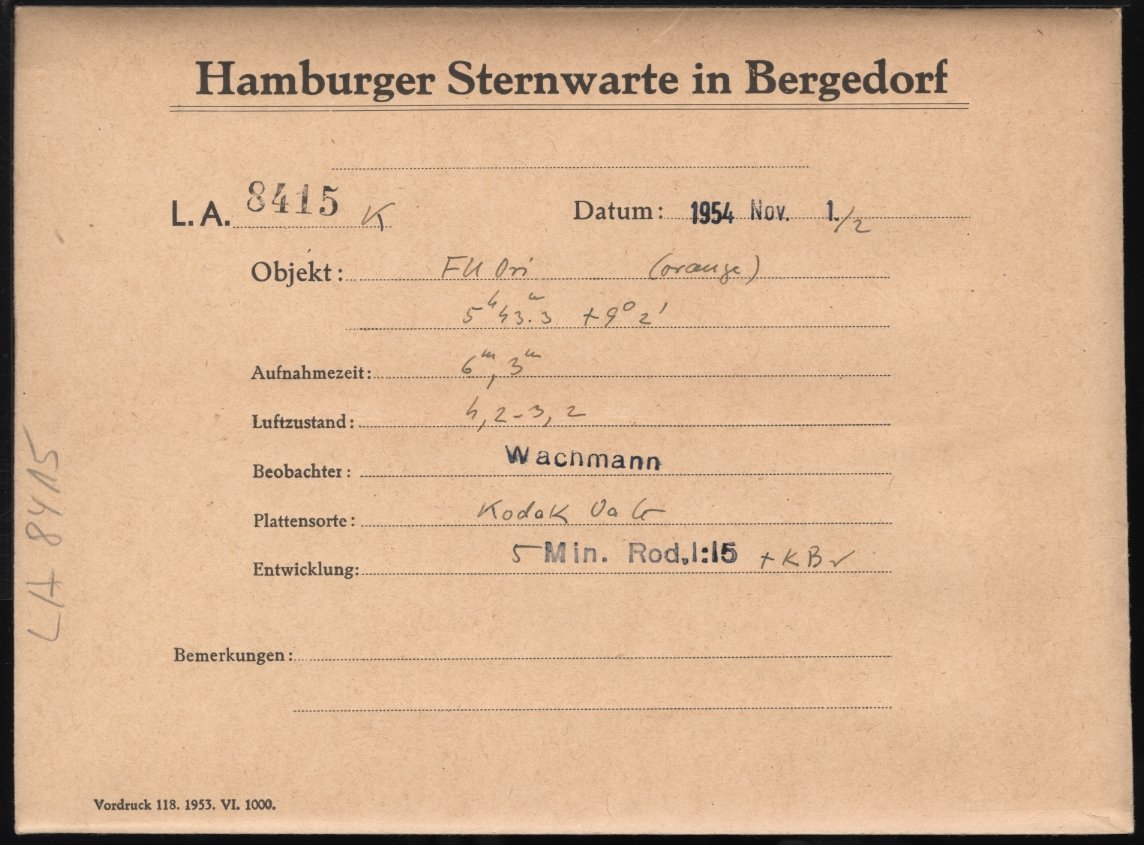 Hamburger Sternwarte in Bergedorf
L.A. 8415 K
Datum: 1954 Nov. 1./2
Objekt: FU Ori (orange)
5ʰ43.ᵐ3 +9°2'
Aufnahmezeit: 6ᵐ, 3ᵐ
Luftzustand: 4,2-3,2
Beobachter: Wachmann
Plattensorte: Kodak Oa G
Entwicklung: 5 Min. Rod,1:15 + KBr
Bemerkungen:
Vordruck 118. 1953. VI. 1000.
LA 8415